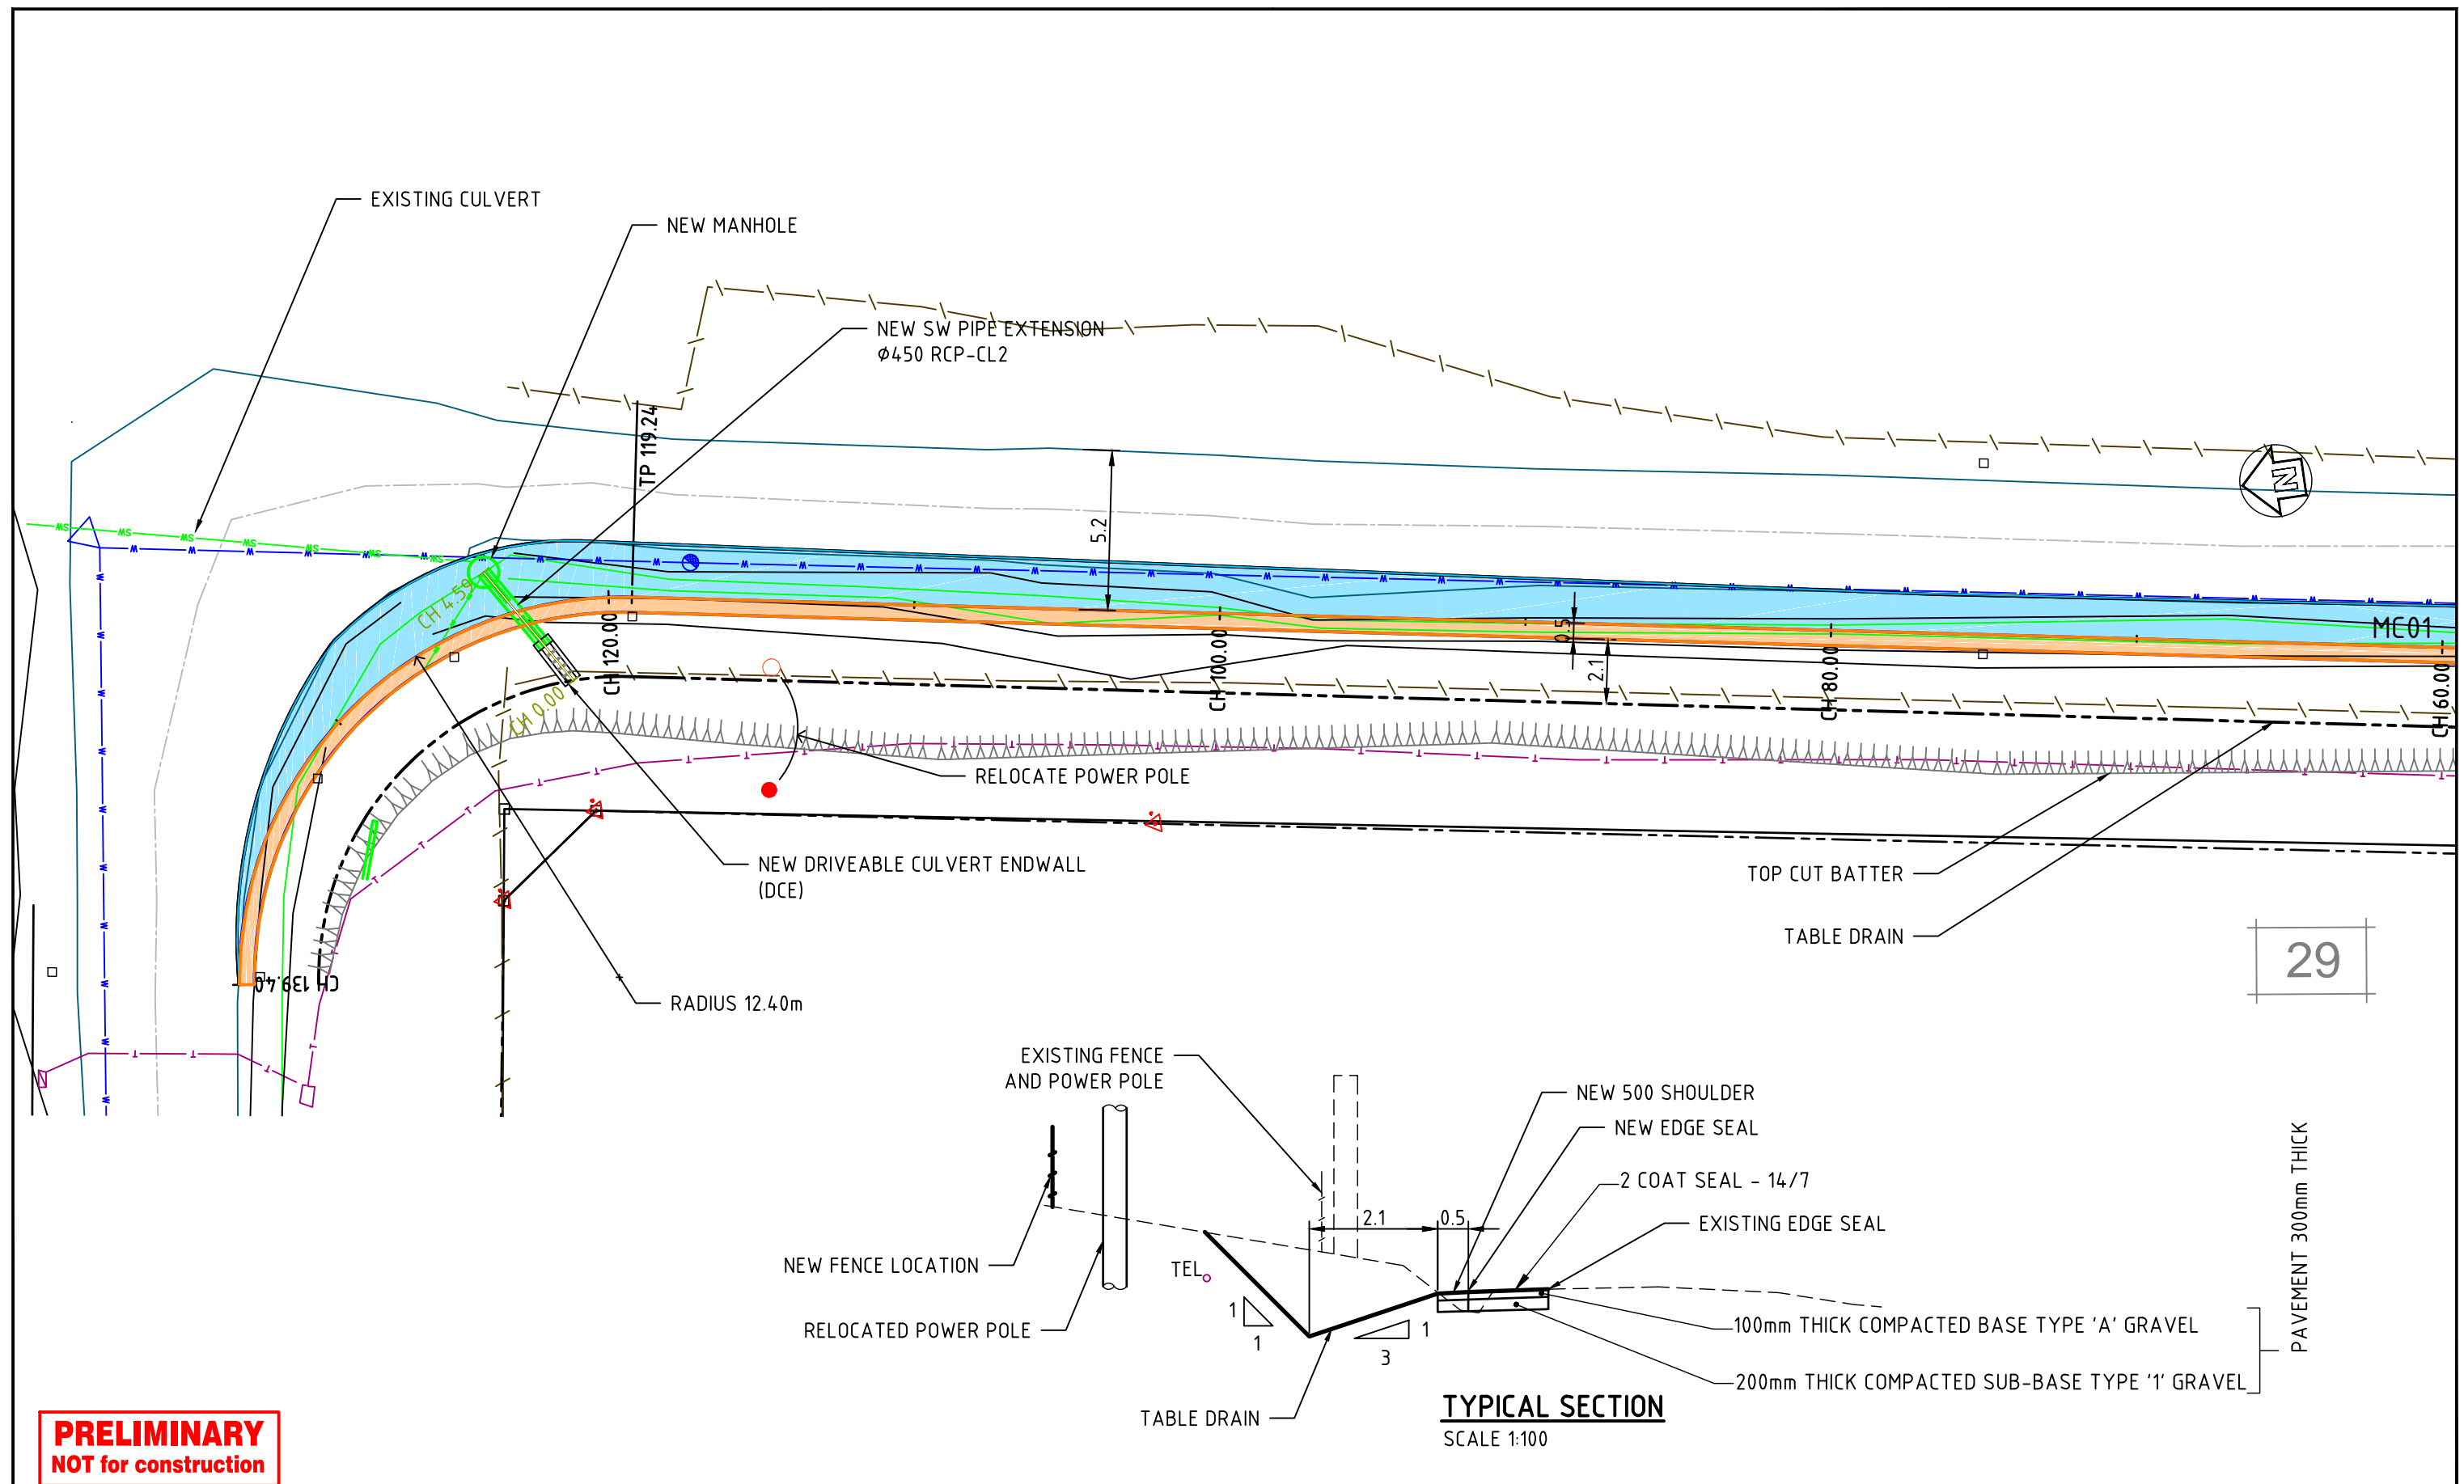 EXISTING CULVERT
NEW MANHOLE
NEW SW PIPE EXTENSION
Ø450 RCP-CL2
TP 119.24
N
5.2
CH 4.59
CH 0.00
CH 120.00
CH 100.00
0.5
2.1
CH 80.00
MC01
CH 60.00
RELOCATE POWER POLE
NEW DRIVEABLE CULVERT ENDWALL
(DCE)
TOP CUT BATTER
TABLE DRAIN
29
CH 139.40
RADIUS 12.40m
EXISTING FENCE
AND POWER POLE
NEW 500 SHOULDER
NEW EDGE SEAL
2 COAT SEAL - 14/7
EXISTING EDGE SEAL
2.1
0.5
NEW FENCE LOCATION
TEL
RELOCATED POWER POLE
1
1
1
3
100mm THICK COMPACTED BASE TYPE 'A' GRAVEL
200mm THICK COMPACTED SUB-BASE TYPE '1' GRAVEL
PAVEMENT 300mm THICK
TABLE DRAIN
TYPICAL SECTION
SCALE 1:100
PRELIMINARY
NOT for construction